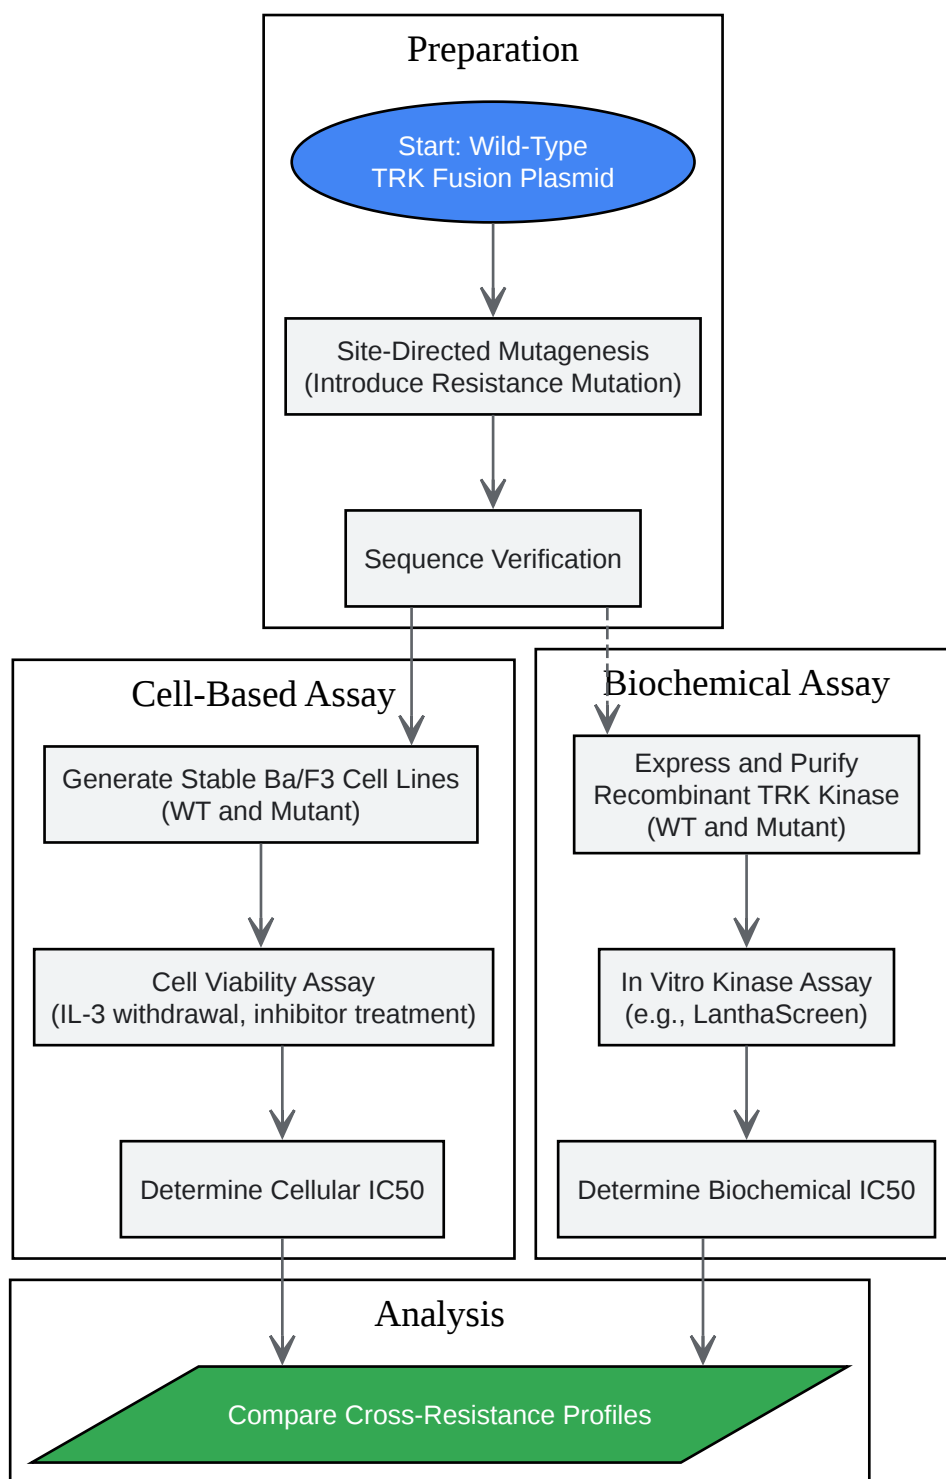 Preparation
Start: Wild-Type
TRK Fusion Plasmid
Site-Directed Mutagenesis
(Introduce Resistance Mutation)
Sequence Verification
Cell-Based Assay
Generate Stable Ba/F3 Cell Lines
(WT and Mutant)
Cell Viability Assay
(IL-3 withdrawal, inhibitor treatment)
Determine Cellular IC50
Biochemical Assay
Express and Purify
Recombinant TRK Kinase
(WT and Mutant)
In Vitro Kinase Assay
(e.g., LanthaScreen)
Determine Biochemical IC50
Analysis
Compare Cross-Resistance Profiles